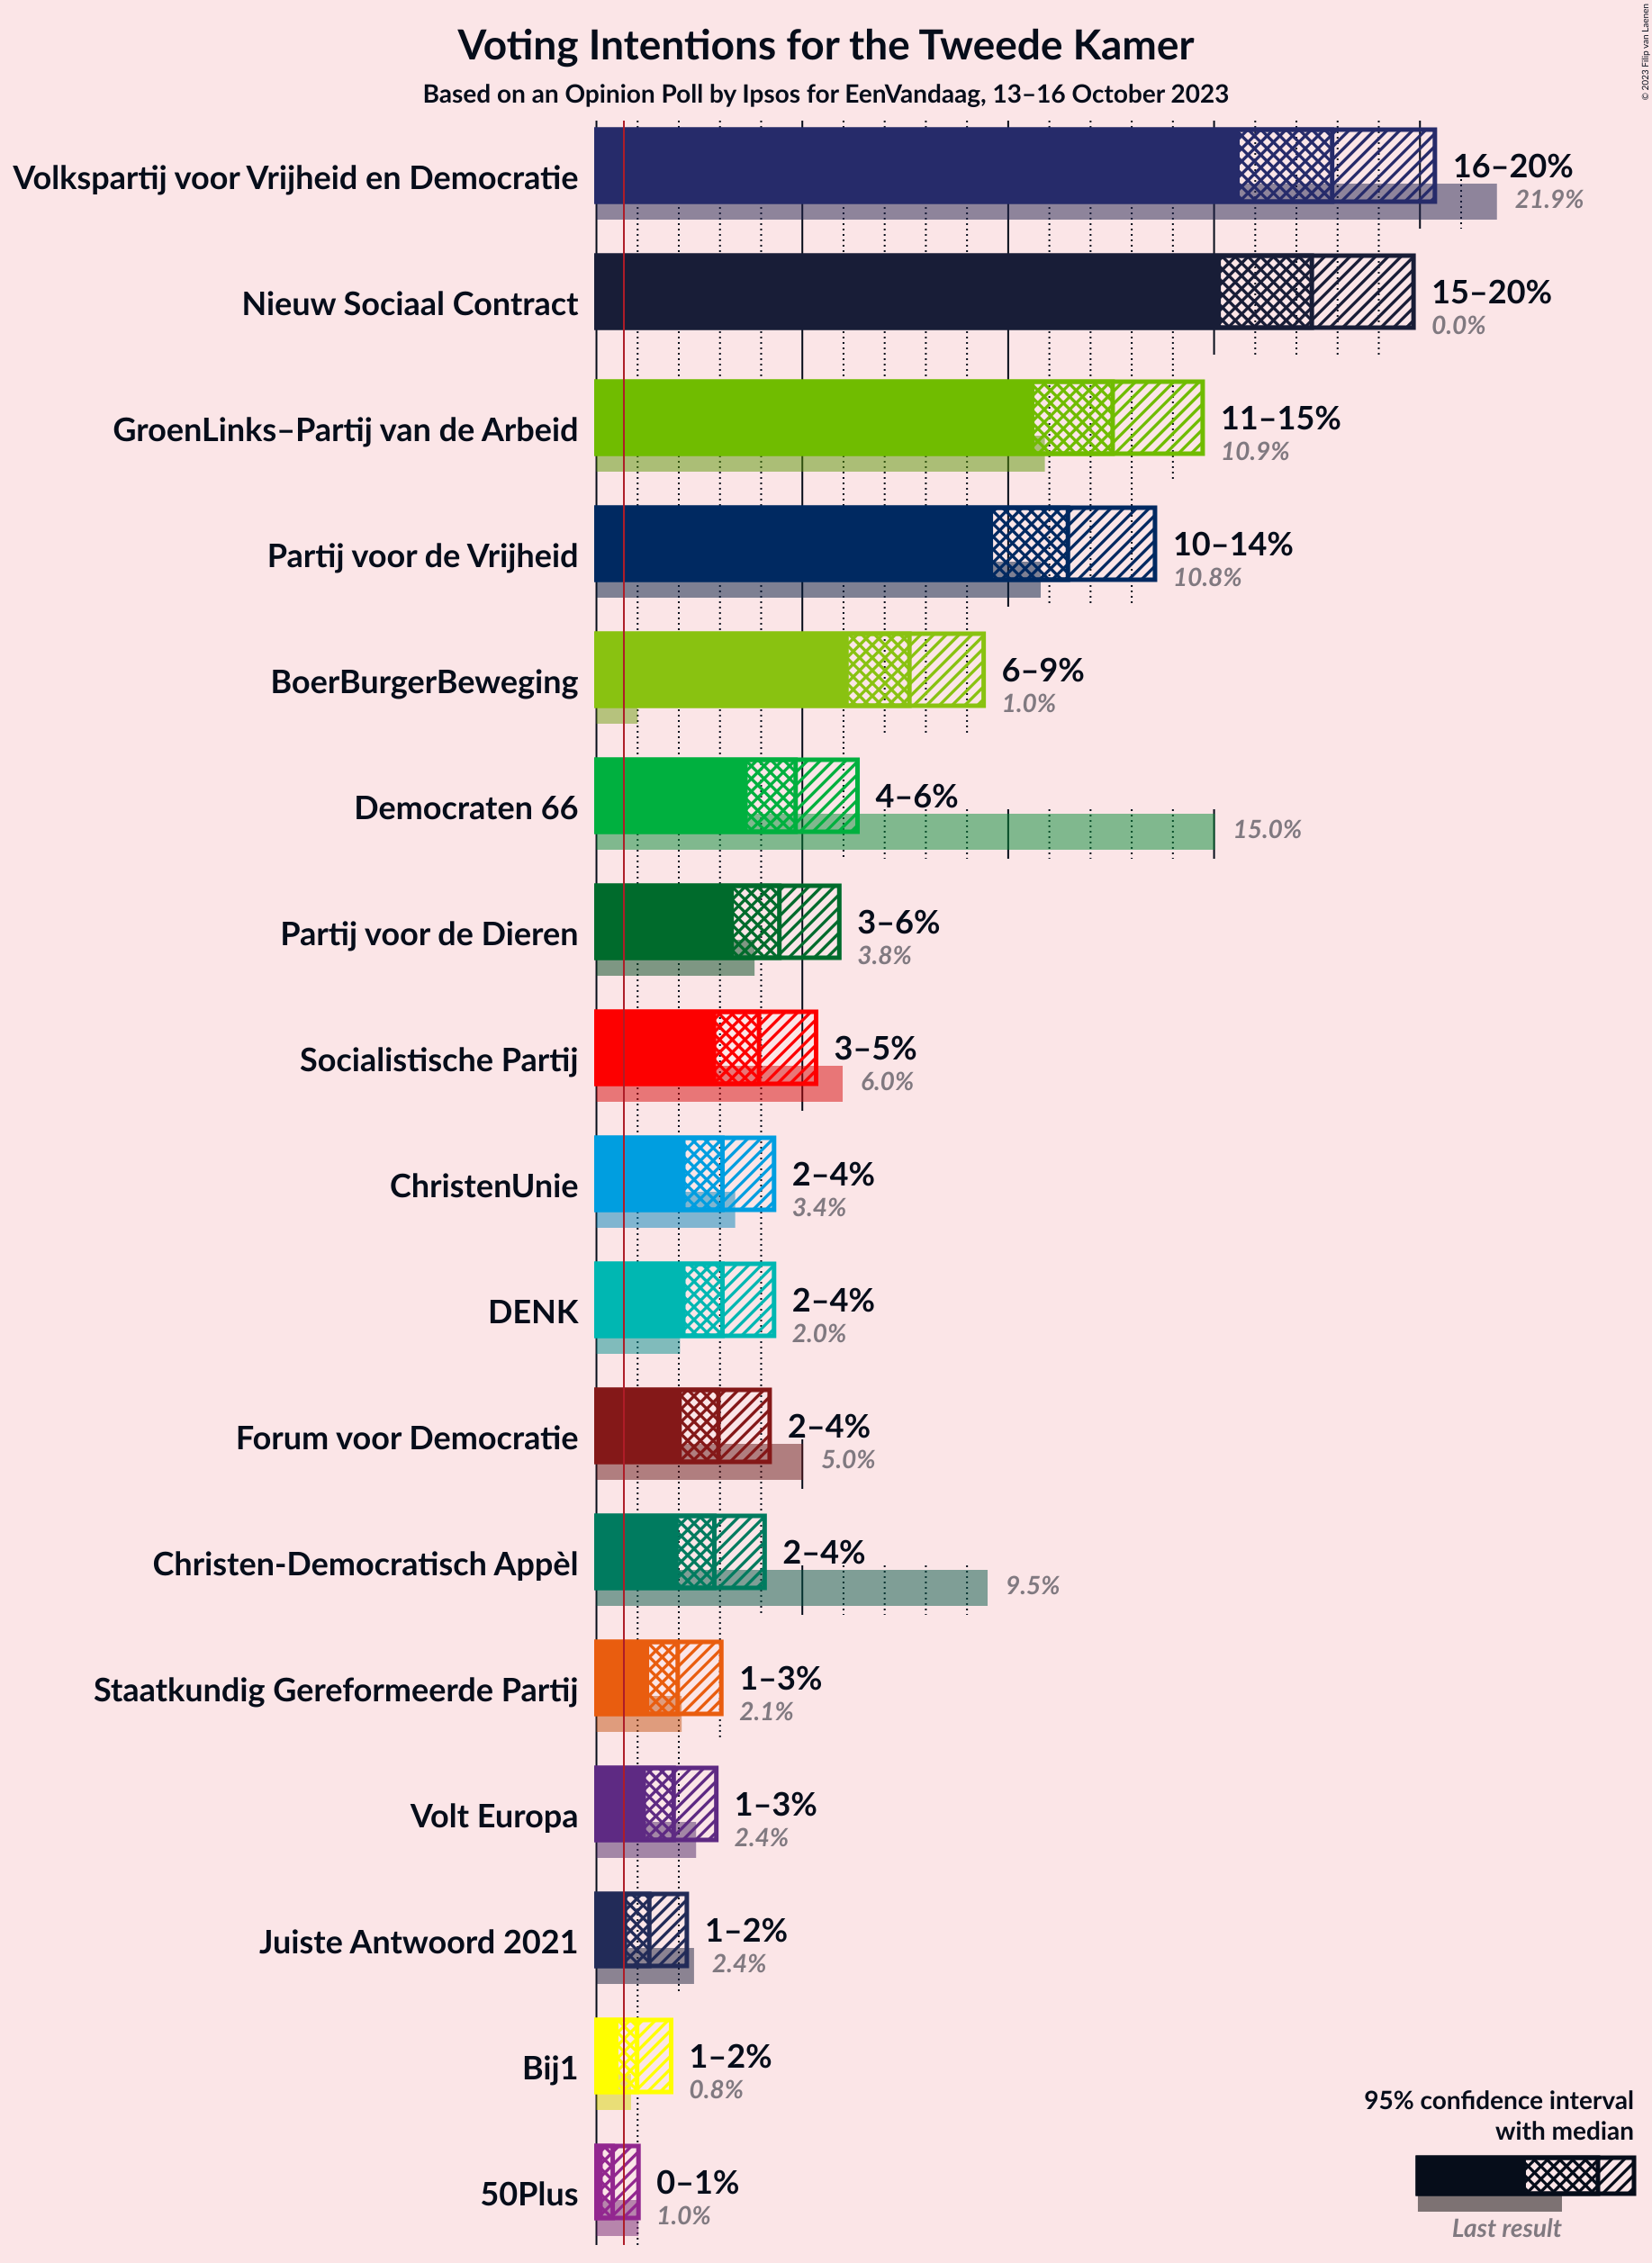 Voting Intentions for the Tweede Kamer
Based on an Opinion Poll by Ipsos for EenVandaag, 13–16 October 2023
© 2023 Filip van Laenen
Volkspartij voor Vrijheid en Democratie
16–20%
21.9%
Nieuw Sociaal Contract
15–20%
0.0%
GroenLinks–Partij van de Arbeid
11–15%
10.9%
Partij voor de Vrijheid
10–14%
10.8%
BoerBurgerBeweging
6–9%
1.0%
Democraten 66
4–6%
15.0%
Partij voor de Dieren
3–6%
3.8%
Socialistische Partij
3–5%
6.0%
ChristenUnie
2–4%
3.4%
DENK
2–4%
2.0%
Forum voor Democratie
2–4%
5.0%
Christen-Democratisch Appèl
2–4%
9.5%
Staatkundig Gereformeerde Partij
1–3%
2.1%
Volt Europa
1–3%
2.4%
Juiste Antwoord 2021
1–2%
2.4%
Bij1
1–2%
0.8%
50Plus
0–1%
1.0%
95% confidence interval
with median
Last result